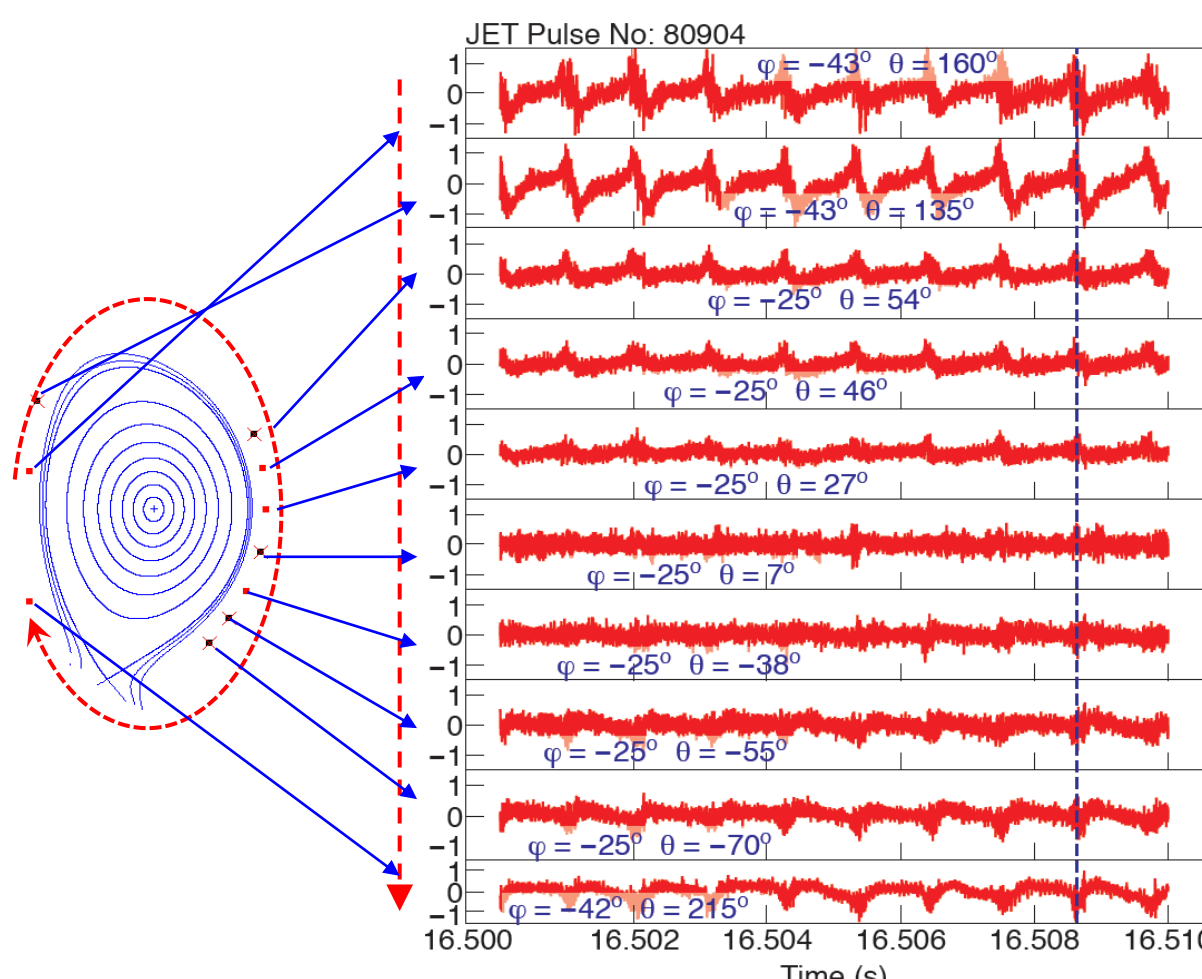 JET Pulse No: 80904
1
0
−1
φ = −43° θ = 160°
1
0
−1
φ = −43° θ = 135°
1
0
−1
φ = −25° θ = 54°
1
0
−1
φ = −25° θ = 46°
1
0
−1
φ = −25° θ = 27°
1
0
−1
φ = −25° θ = 7°
1
0
−1
φ = −25° θ = −38°
1
0
−1
φ = −25° θ = −55°
1
0
−1
φ = −25° θ = −70°
1
0
−1
φ = −42° θ = 215°
16.500 16.502 16.504 16.506 16.508 16.510
Time (s)